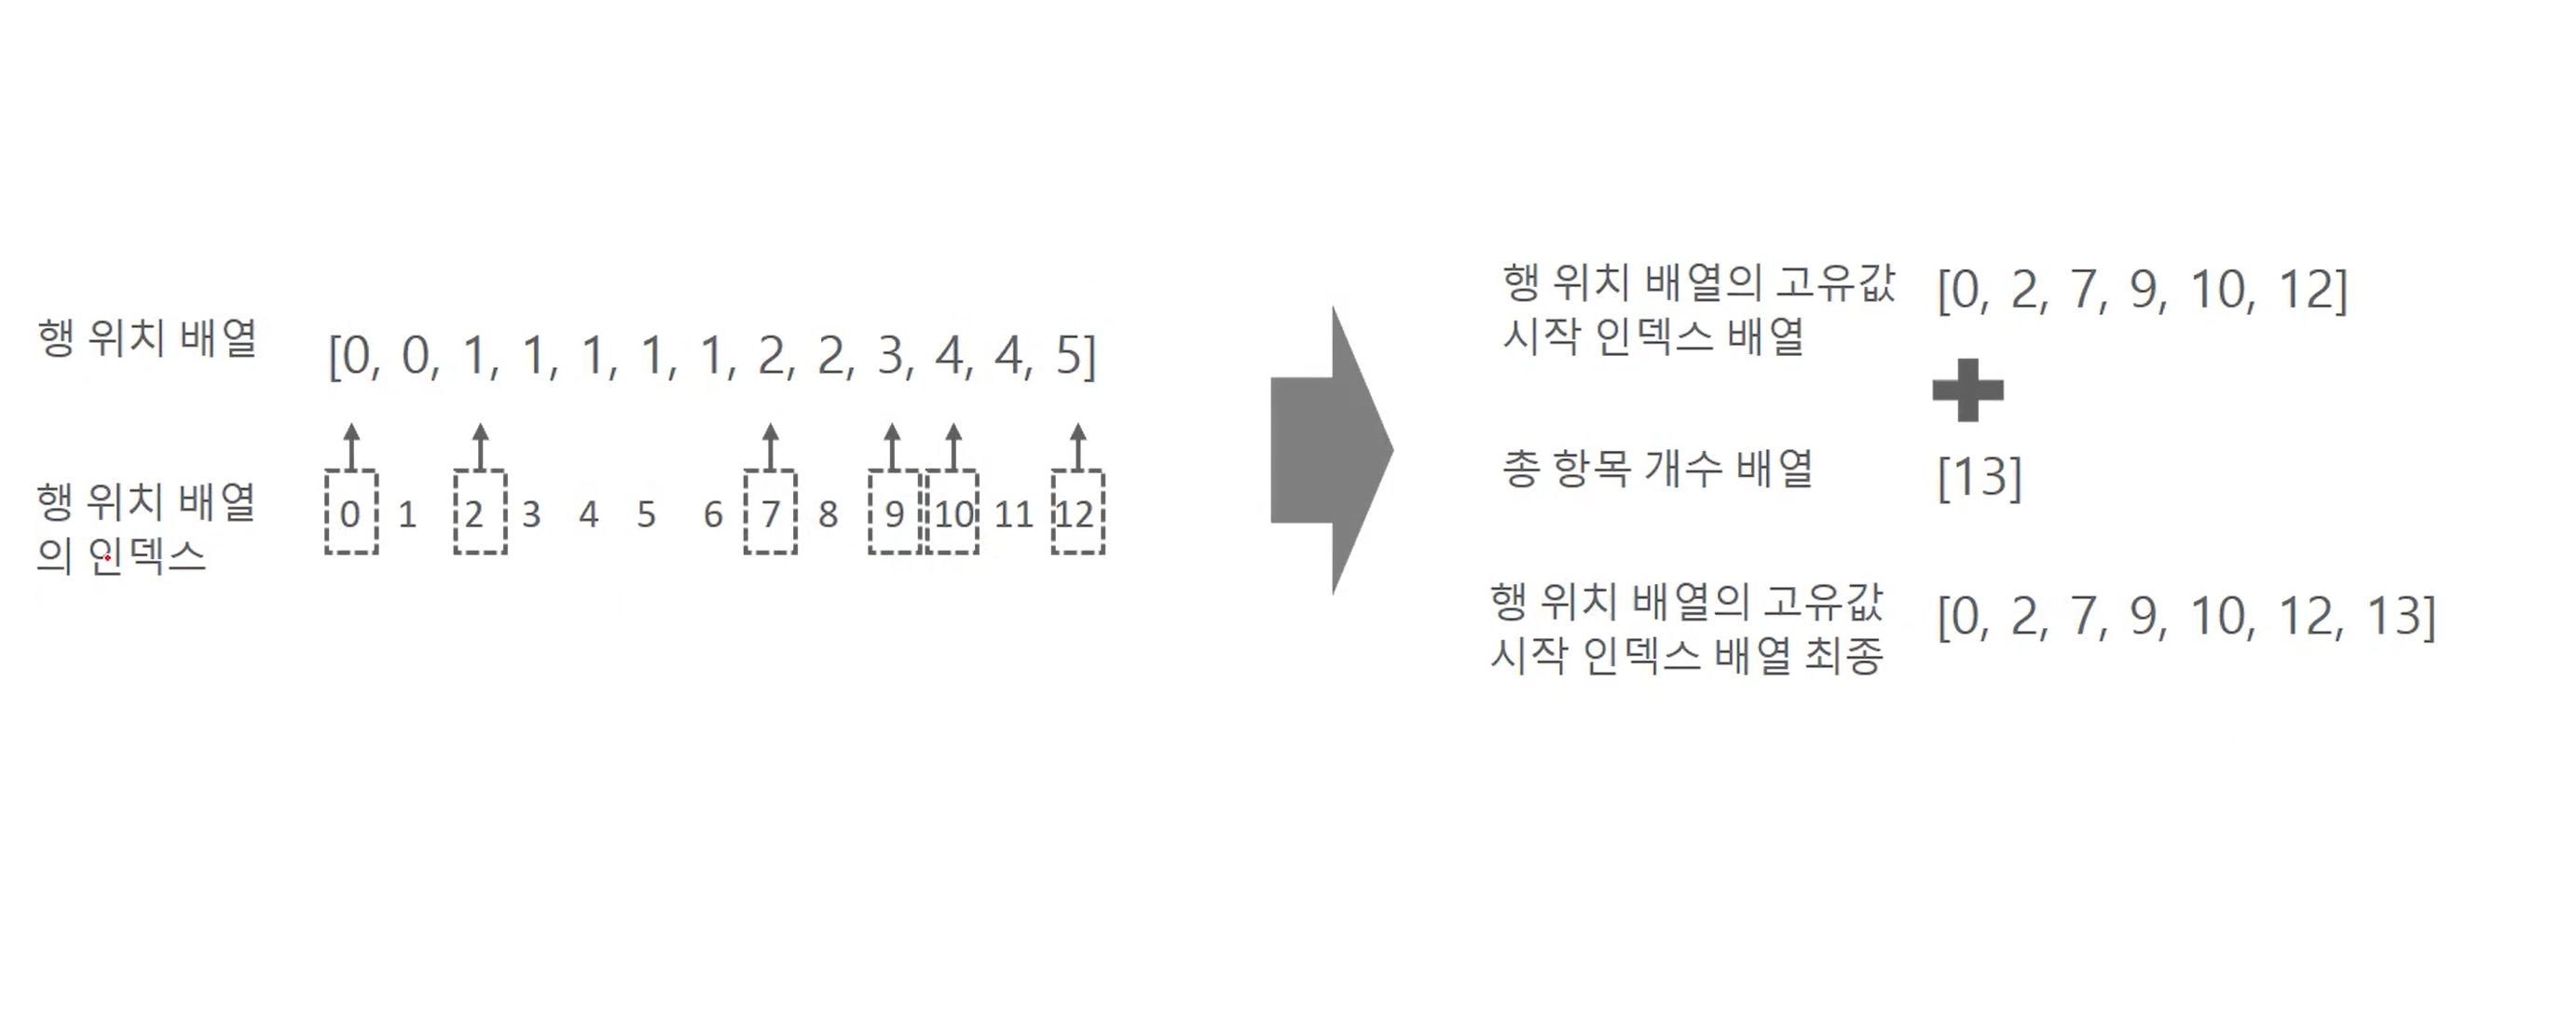 행 위치 배열
[0, 0, 1, 1, 1, 1, 1, 2, 2, 3, 4, 4, 5]
행 위치 배열
의 인덱스
0 1 2 3 4 5 6 7 8 9 10 11 12
행 위치 배열의 고유값
시작 인덱스 배열
[0, 2, 7, 9, 10, 12]
총 항목 개수 배열
[13]
행 위치 배열의 고유값
시작 인덱스 배열 최종
[0, 2, 7, 9, 10, 12, 13]